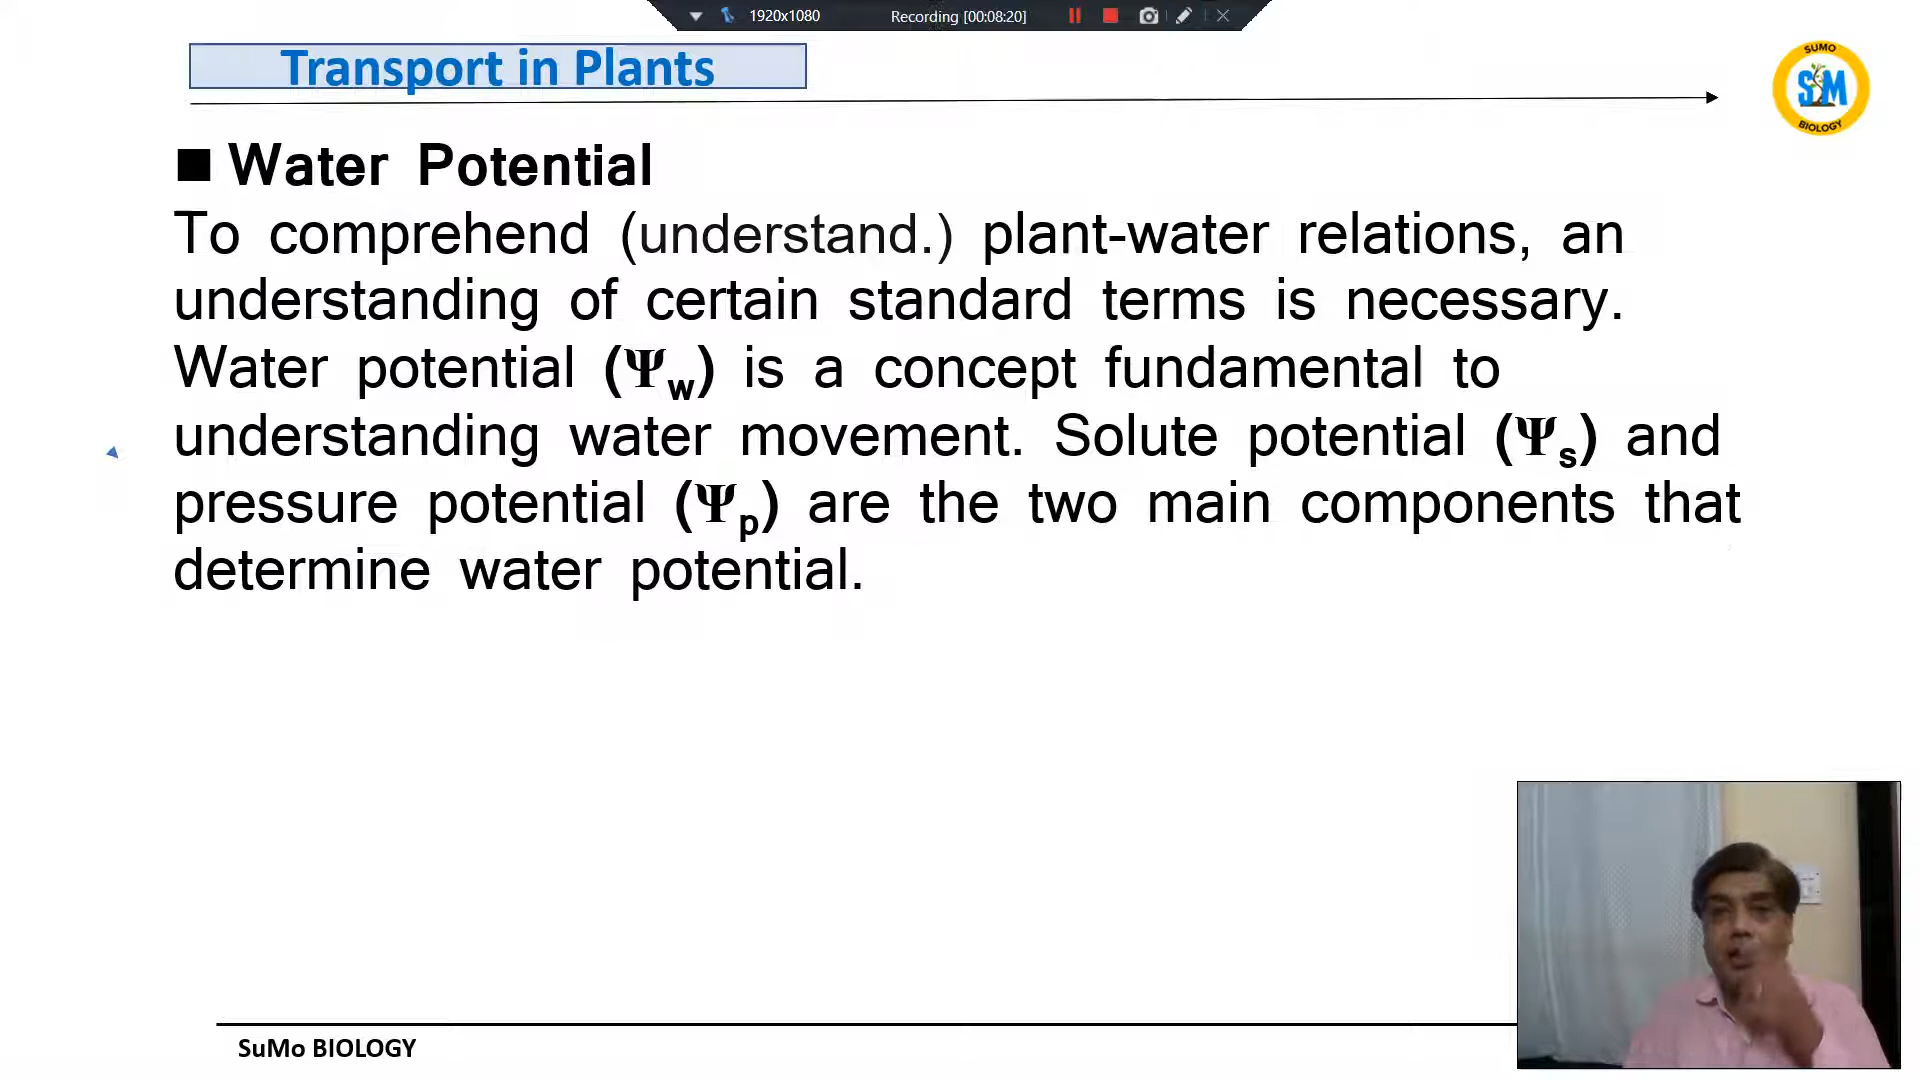 1920x1080 Recording [00:08:20]
Transport in Plants
SUMO
SM
BIOLOGY
■ Water Potential
To comprehend (understand.) plant-water relations, an
understanding of certain standard terms is necessary.
Water potential (Ψw) is a concept fundamental to
understanding water movement. Solute potential (Ψs) and
pressure potential (Ψp) are the two main components that
determine water potential.
SuMo BIOLOGY